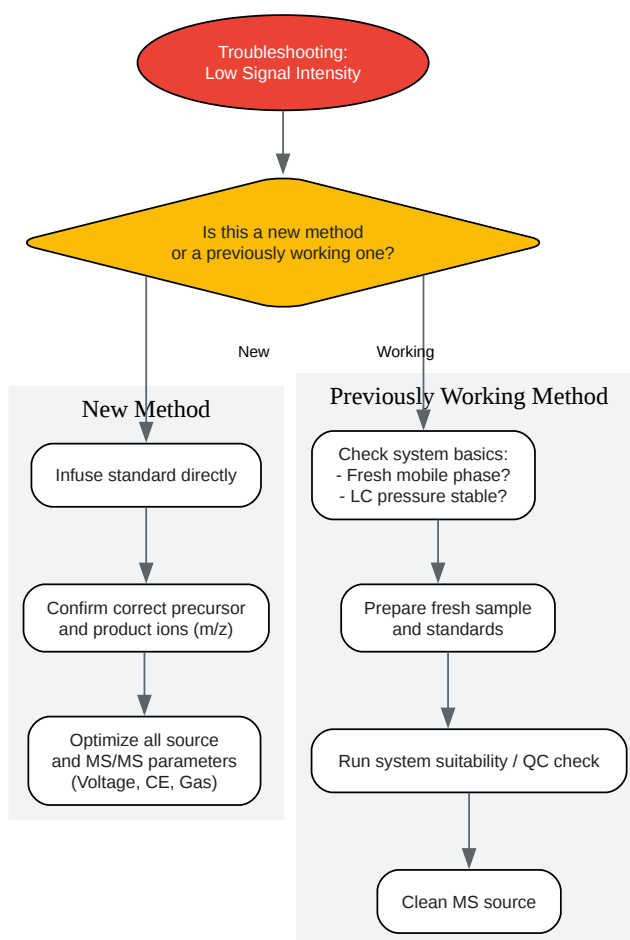 Troubleshooting:
Low Signal Intensity
Is this a new method
or a previously working one?
New
Working
New Method
Infuse standard directly
Confirm correct precursor
and product ions (m/z)
Optimize all source
and MS/MS parameters
(Voltage, CE, Gas)
Previously Working Method
Check system basics:
- Fresh mobile phase?
- LC pressure stable?
Prepare fresh sample
and standards
Run system suitability / QC check
Clean MS source